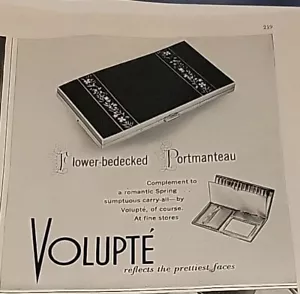 239
Flower-bedecked Portmanteau
Complement to
a romantic Spring
sumptuous carry-all—by
Volupté, of course.
At fine stores
VOLUPTÉ
reflects the prettiest faces